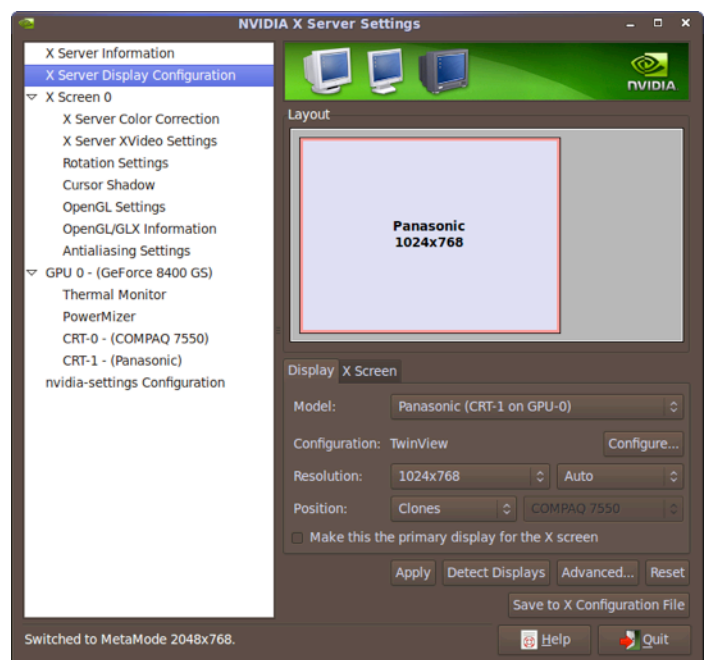 NVIDIA X Server Settings
X Server Information
X Server Display Configuration
X Screen 0
X Server Color Correction
X Server XVideo Settings
Rotation Settings
Cursor Shadow
OpenGL Settings
OpenGL/GLX Information
Antialiasing Settings
GPU 0 - (GeForce 8400 GS)
Thermal Monitor
PowerMizer
CRT-0 - (COMPAQ 7550)
CRT-1 - (Panasonic)
nvidia-settings Configuration
NVIDIA
Layout
Panasonic
1024x768
Display X Screen
Model: Panasonic (CRT-1 on GPU-0)
Configuration: TwinView Configure...
Resolution: 1024x768 Auto
Position: Clones COMPAQ 7550
Make this the primary display for the X screen
Apply Detect Displays Advanced... Reset
Save to X Configuration File
Switched to MetaMode 2048x768. Help Quit